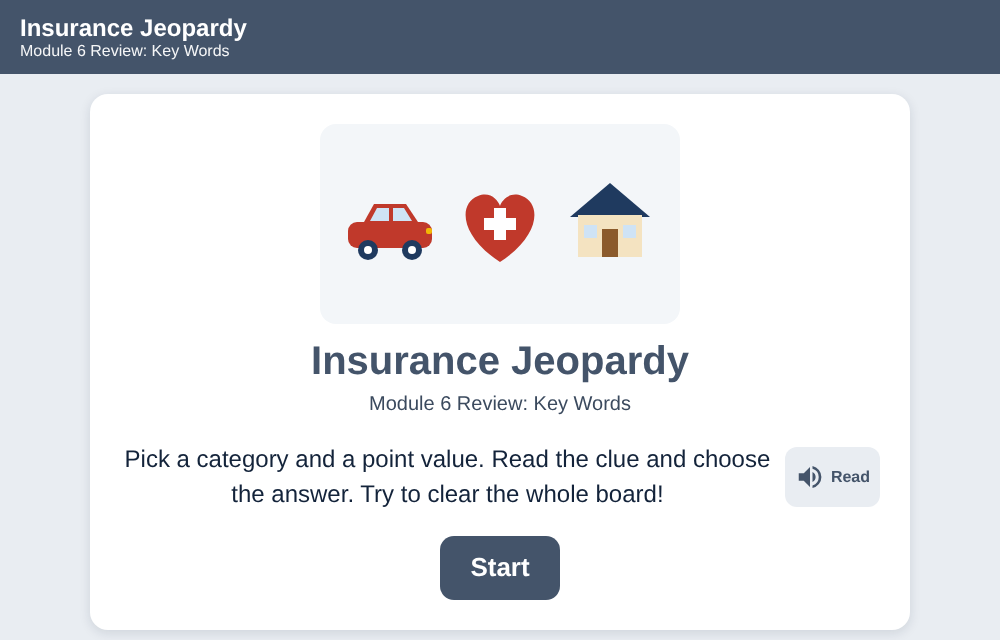 Insurance Jeopardy
Module 6 Review: Key Words
Insurance Jeopardy
Module 6 Review: Key Words
Pick a category and a point value. Read the clue and choose
the answer. Try to clear the whole board!
Read
Start